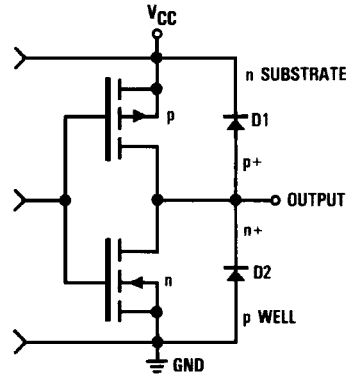 VCC
n SUBSTRATE
p
D1
p+
OUTPUT
n+
n
D2
p WELL
GND